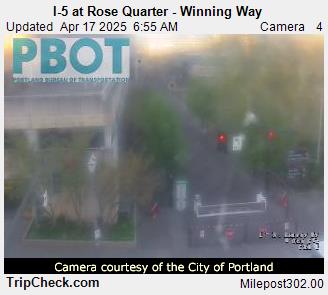 I-5 at Rose Quarter - Winning Way
Updated Apr 17 2025 6:55 AM Camera 4
PBOT
PORTLAND BUREAU OF TRANSPORTATION
Camera courtesy of the City of Portland
TripCheck.com Milepost302.00